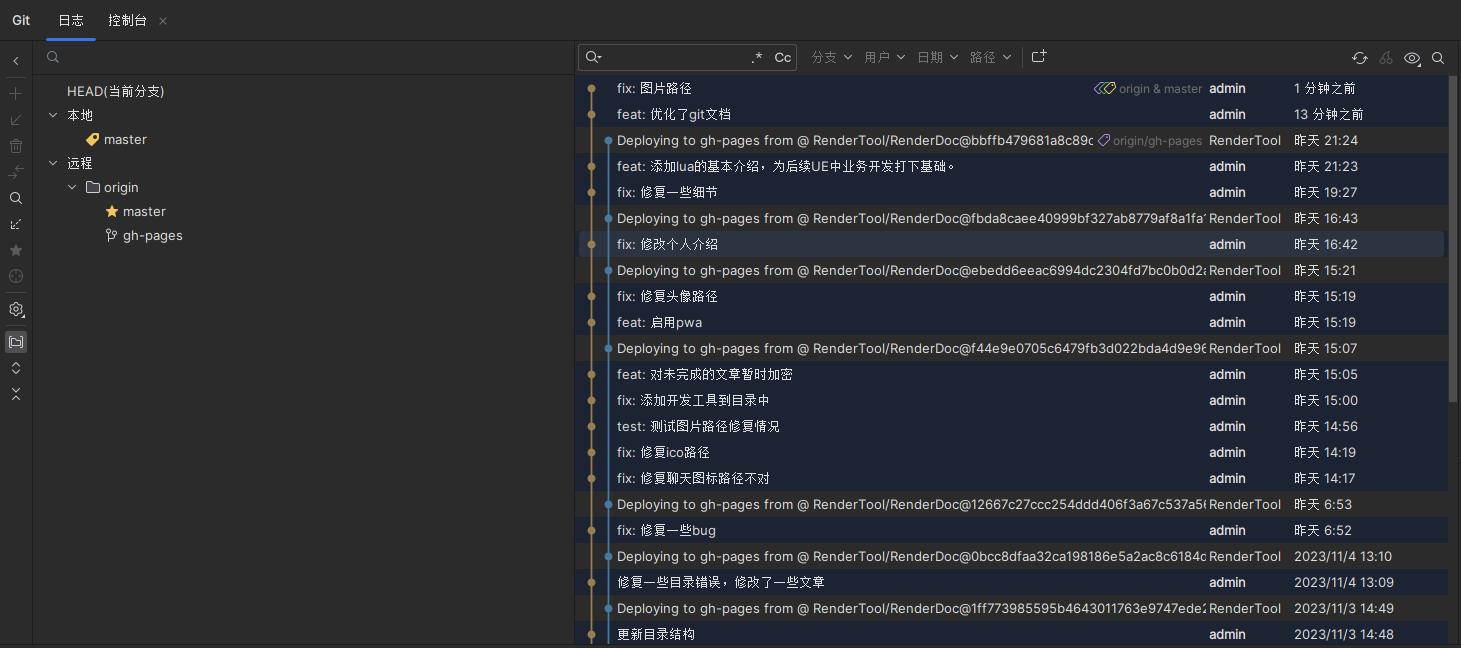 Git 日志 控制台
.* Cc 分支 用户 日期 路径
HEAD(当前分支)
本地
master
远程
origin
master
gh-pages
fix: 图片路径 origin & master admin 1 分钟之前
feat: 优化了git文档 admin 13 分钟之前
Deploying to gh-pages from @ RenderTool/RenderDoc@bbffb479681a8c89c origin/gh-pages RenderTool 昨天 21:24
feat: 添加lua的基本介绍，为后续UE中业务开发打下基础。 admin 昨天 21:23
fix: 修复一些细节 admin 昨天 19:27
Deploying to gh-pages from @ RenderTool/RenderDoc@fbda8caee40999bf327ab8779af8a1fa RenderTool 昨天 16:43
fix: 修改个人介绍 admin 昨天 16:42
Deploying to gh-pages from @ RenderTool/RenderDoc@ebedd6eeac6994dc2304fd7bc0b0d2 RenderTool 昨天 15:21
fix: 修复头像路径 admin 昨天 15:19
feat: 启用pwa admin 昨天 15:19
Deploying to gh-pages from @ RenderTool/RenderDoc@f44e9e0705c6479fb3d022bda4d9e96 RenderTool 昨天 15:07
feat: 对未完成的文章暂时加密 admin 昨天 15:05
fix: 添加开发工具到目录中 admin 昨天 15:00
test: 测试图片路径修复情况 admin 昨天 14:56
fix: 修复ico路径 admin 昨天 14:19
fix: 修复聊天图标路径不对 admin 昨天 14:17
Deploying to gh-pages from @ RenderTool/RenderDoc@12667c27ccc254ddd406f3a67c537a5 RenderTool 昨天 6:53
fix: 修复一些bug admin 昨天 6:52
Deploying to gh-pages from @ RenderTool/RenderDoc@0bcc8dfaa32ca198186e5a2ac8c6184c RenderTool 2023/11/4 13:10
修复一些目录错误，修改了一些文章 admin 2023/11/4 13:09
Deploying to gh-pages from @ RenderTool/RenderDoc@1ff773985595b4643011763e9747ede RenderTool 2023/11/3 14:49
更新目录结构 admin 2023/11/3 14:48